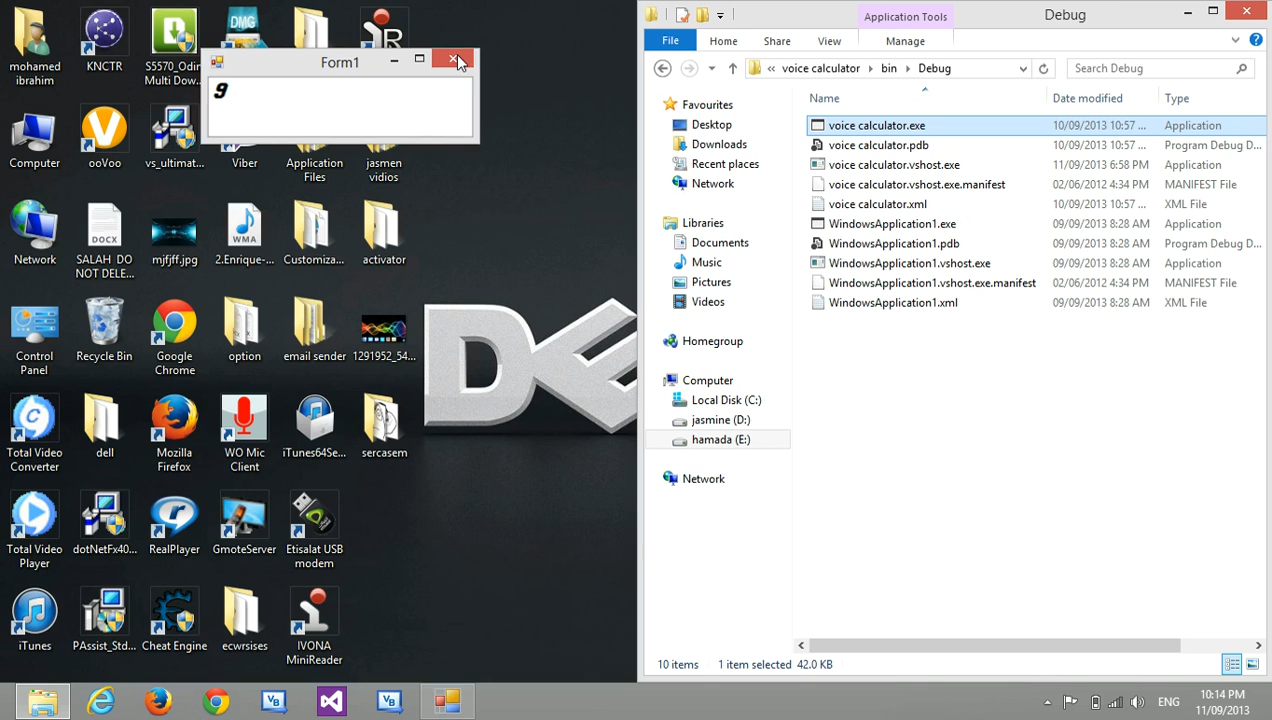 mohamed
ibrahim
KNCTR
S5570_Odin
Multi Dow...
DMG
R
Form1
9
Computer
ooVoo
vs_ultimat...
Viber
Application
Files
jasmen
vidios
Network
DOCX
SALAH DO
NOT DELE...
mjfjff.jpg
WMA
2.Enrique-...
Customiza...
activator
Control
Panel
Recycle Bin
Google
Chrome
option
email sender
1291952_54...
DE
Total Video
Converter
dell
Mozilla
Firefox
WO Mic
Client
iTunes64Se...
sercasem
Total Video
Player
dotNetFx40...
RealPlayer
GmoteServer
Etisalat USB
modem
iTunes
PAssist_Std...
Cheat Engine
ecwrsises
IVONA
MiniReader
Application Tools
Debug
File
Home
Share
View
Manage
« voice calculator
bin
Debug
Search Debug
Favourites
Desktop
Downloads
Recent places
Network
Libraries
Documents
Music
Pictures
Videos
Homegroup
Computer
Local Disk (C:)
jasmine (D:)
hamada (E:)
Network
Name Date modified Type
voice calculator.exe 10/09/2013 10:57 ... Application
voice calculator.pdb 10/09/2013 10:57 ... Program Debug D...
voice calculator.vshost.exe 11/09/2013 6:58 PM Application
voice calculator.vshost.exe.manifest 02/06/2012 4:34 PM MANIFEST File
voice calculator.xml 10/09/2013 10:57 ... XML File
WindowsApplication1.exe 09/09/2013 8:28 AM Application
WindowsApplication1.pdb 09/09/2013 8:28 AM Program Debug D...
WindowsApplication1.vshost.exe 09/09/2013 8:28 AM Application
WindowsApplication1.vshost.exe.manifest 02/06/2012 4:34 PM MANIFEST File
WindowsApplication1.xml 09/09/2013 8:28 AM XML File
10 items 1 item selected 42.0 KB
VB
VB
ENG
10:14 PM
11/09/2013